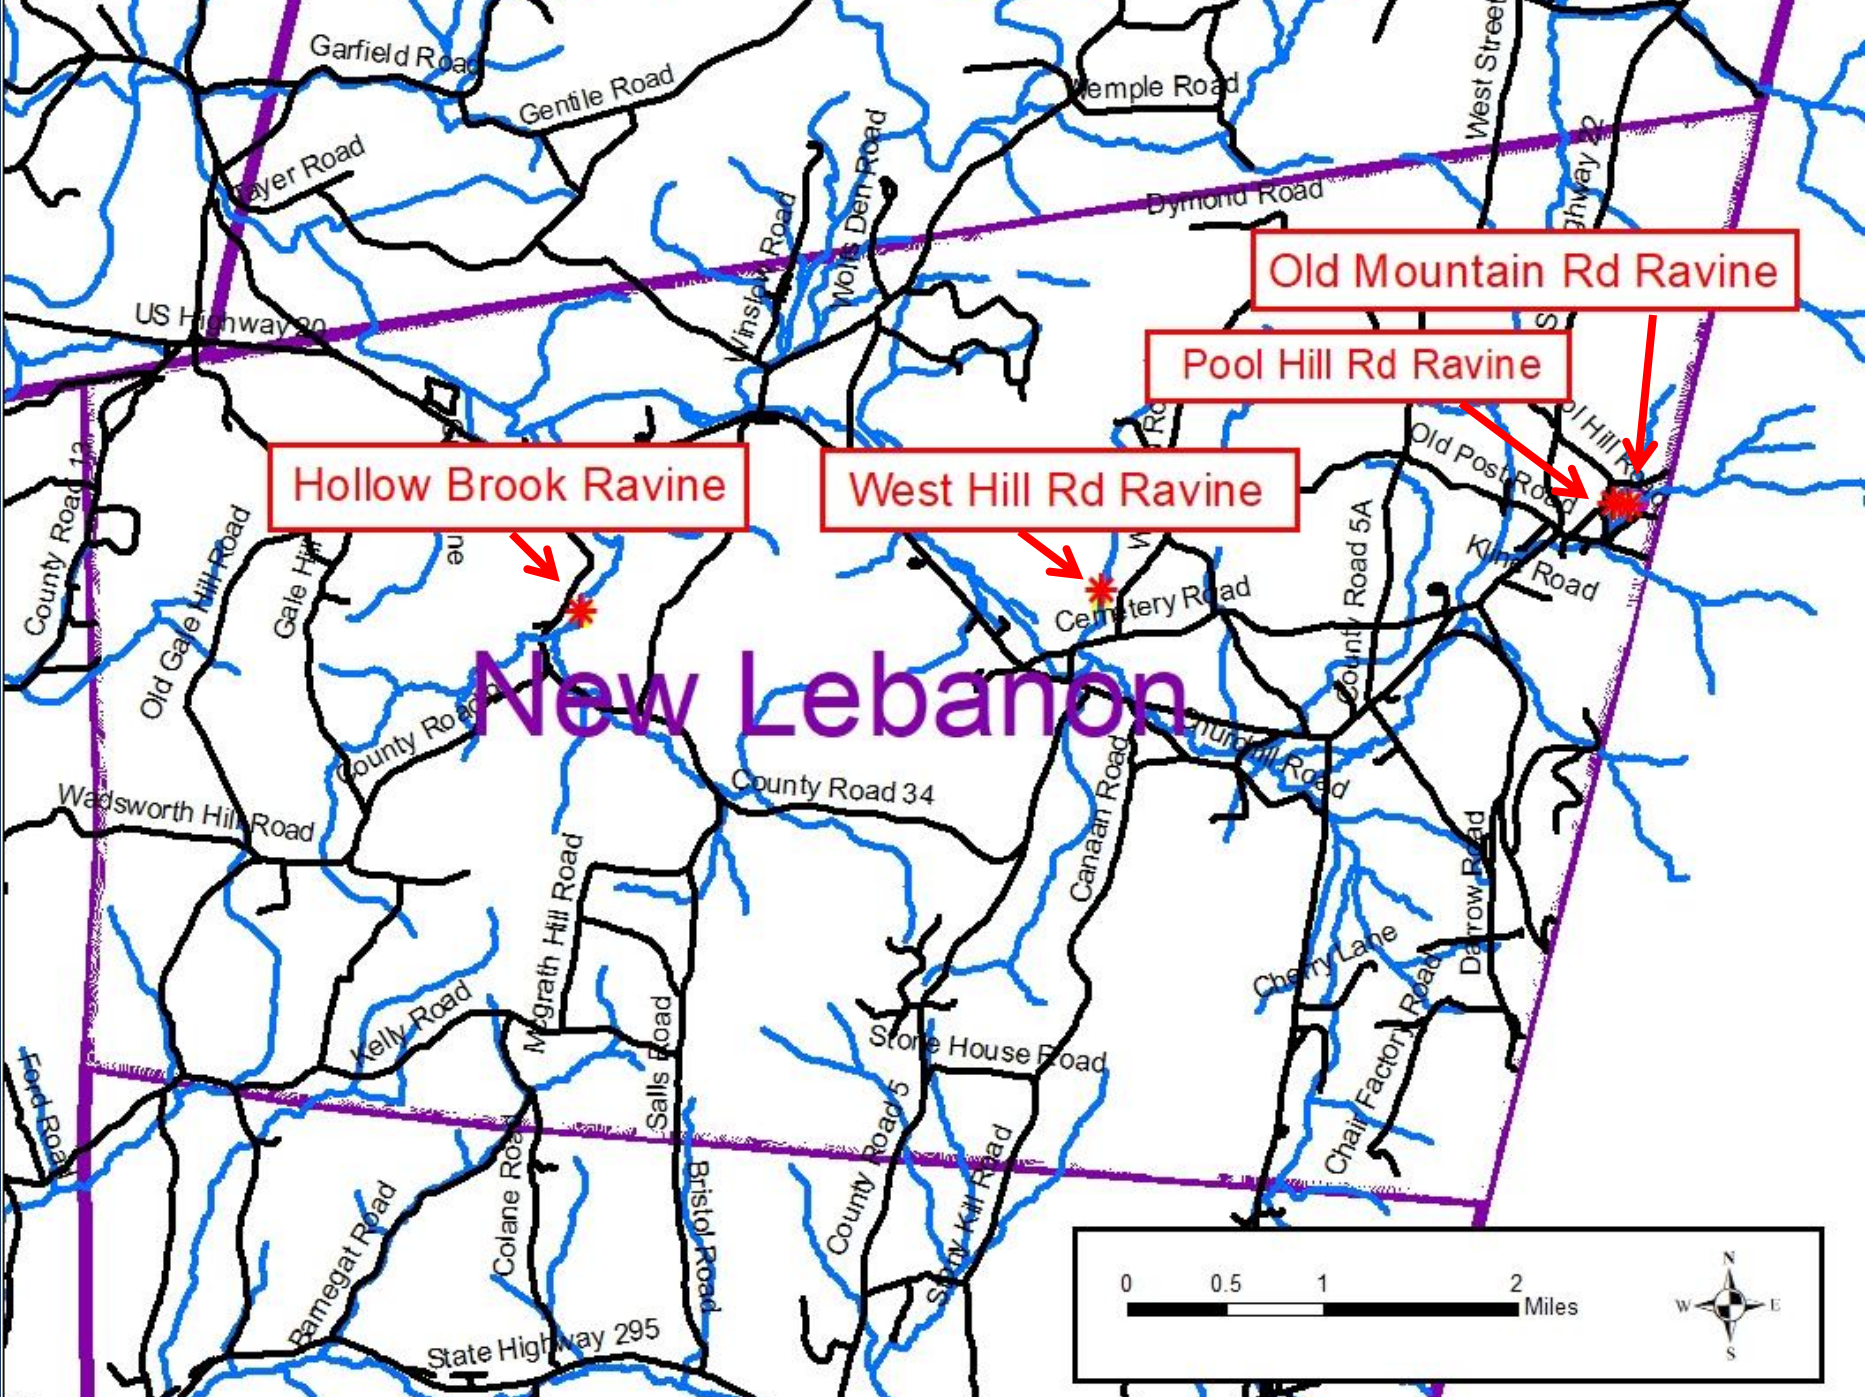 Garfield Road
Gentile Road
Wemple Road
West Street
Tayer Road
Wolfs Den Road
Winslow Road
Dymond Road
Old Mountain Rd Ravine
US Highway 20
Pool Hill Rd Ravine
Old Post Road
County Road 13
Hollow Brook Ravine
West Hill Rd Ravine
Old Gale Hill Road
Gale Hill
County Road 5A
Kline Road
Cemetery Road
New Lebanon
County Road
Churchill Road
County Road 34
Canaan Road
Wadsworth Hill Road
Mcgrath Hill Road
Darrow Road
Cherry Lane
Kelly Road
Salls Road
Stone House Road
Chair Factory Road
Ford Road
County Road 5
Stony Kill Road
Colane Road
Bristol Road
Barnegat Road
State Highway 295
0 0.5 1 2
Miles
N
W E
S